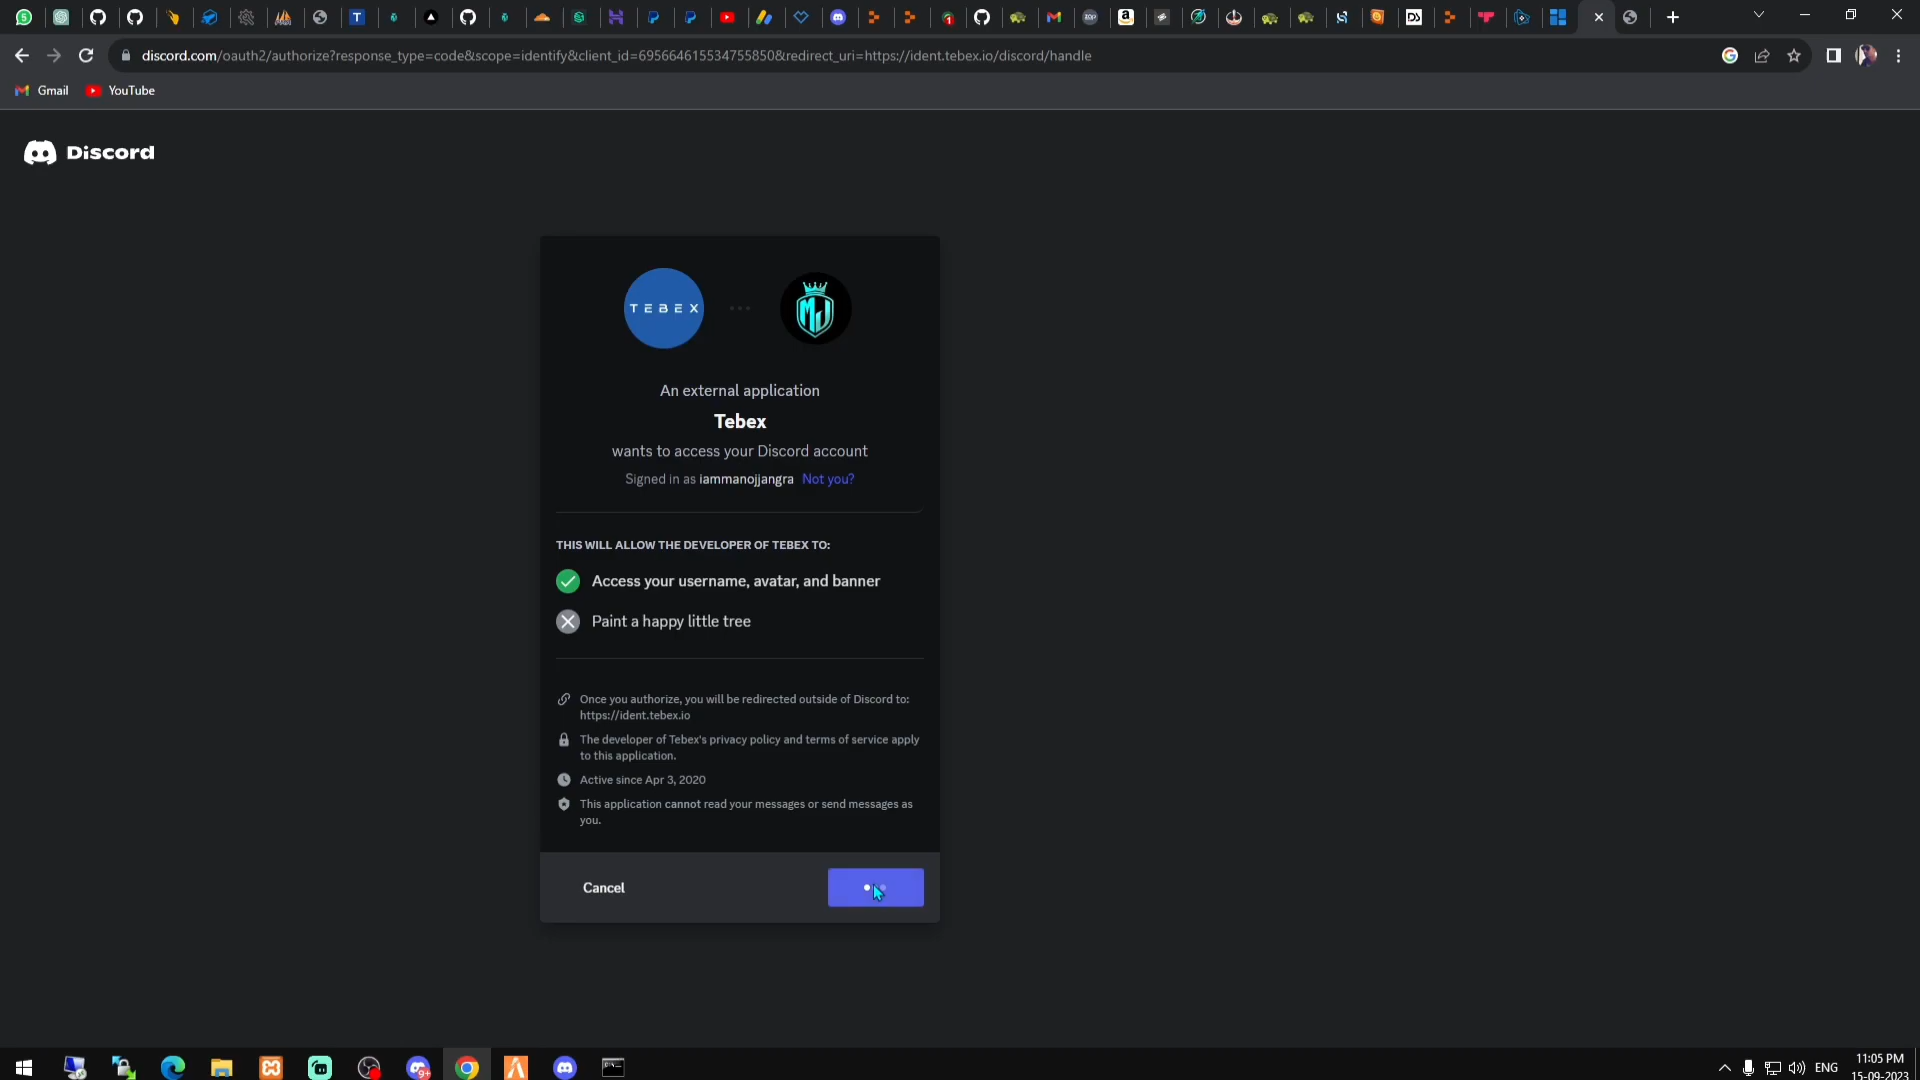 discord.com/oauth2/authorize?response_type=code&scope=identify&client_id=695664615534755850&redirect_uri=https://ident.tebex.io/discord/handle
Gmail
YouTube
Discord
TEBEX
MJ
An external application
Tebex
wants to access your Discord account
Signed in as iammanojjangra Not you?
THIS WILL ALLOW THE DEVELOPER OF TEBEX TO:
Access your username, avatar, and banner
Paint a happy little tree
Once you authorize, you will be redirected outside of Discord to:
https://ident.tebex.io
The developer of Tebex's privacy policy and terms of service apply
to this application.
Active since Apr 3, 2020
This application cannot read your messages or send messages as
you.
Cancel
ENG
11:05 PM
15-09-2023